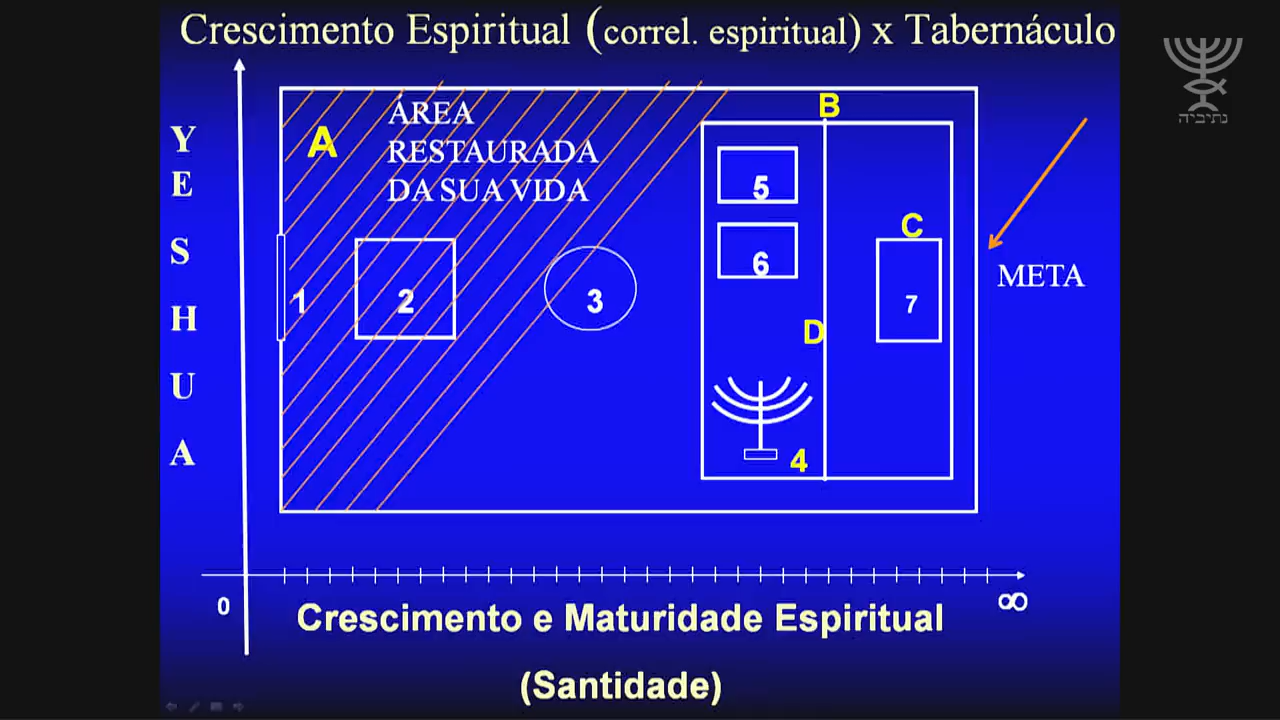 Crescimento Espiritual (correl. espiritual) x Tabernáculo
נתיביה
Y
E
S
H
U
A
A
ÁREA
RESTAURADA
DA SUA VIDA
B
5
C
6
META
1
2
3
7
D
4
0
∞
Crescimento e Maturidade Espiritual
(Santidade)